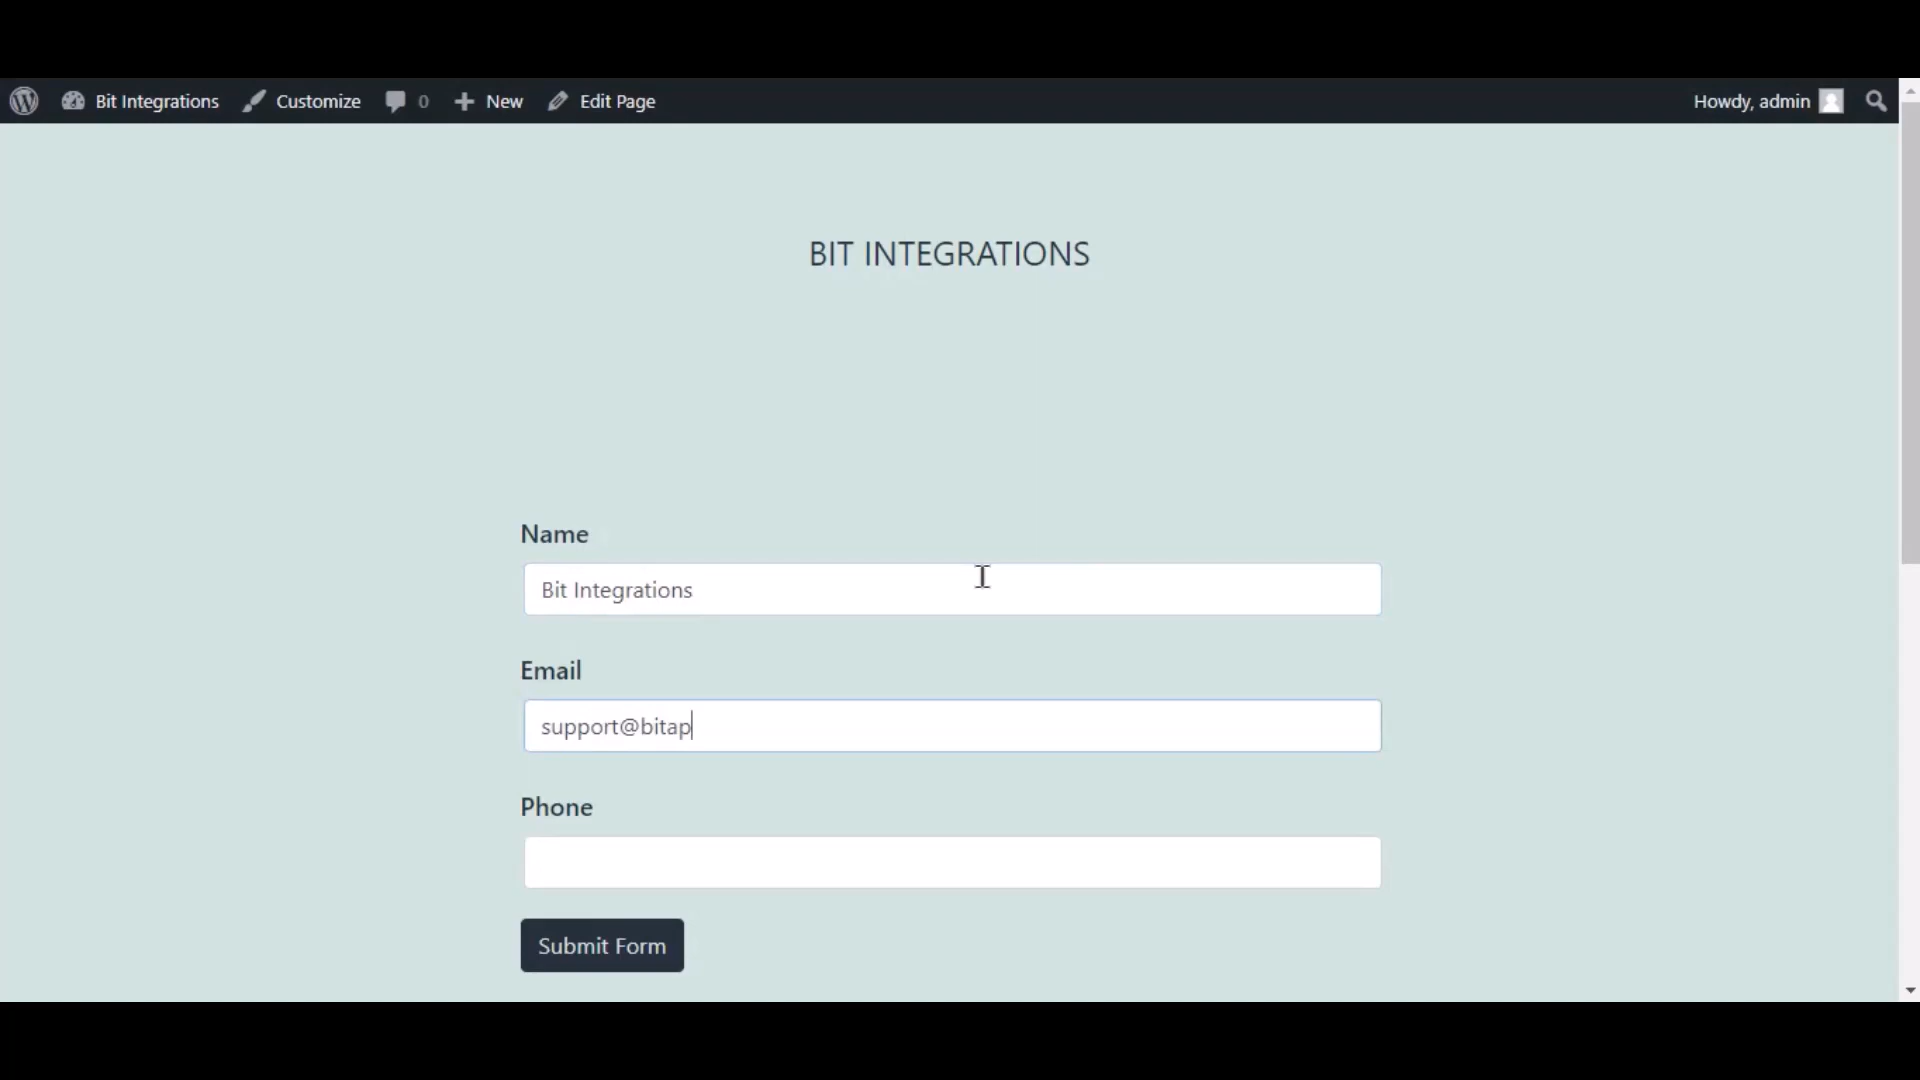 Bit Integrations Customize 0 New Edit Page Howdy, admin
BIT INTEGRATIONS
Name
Bit Integrations
Email
support@bitap
Phone
Submit Form